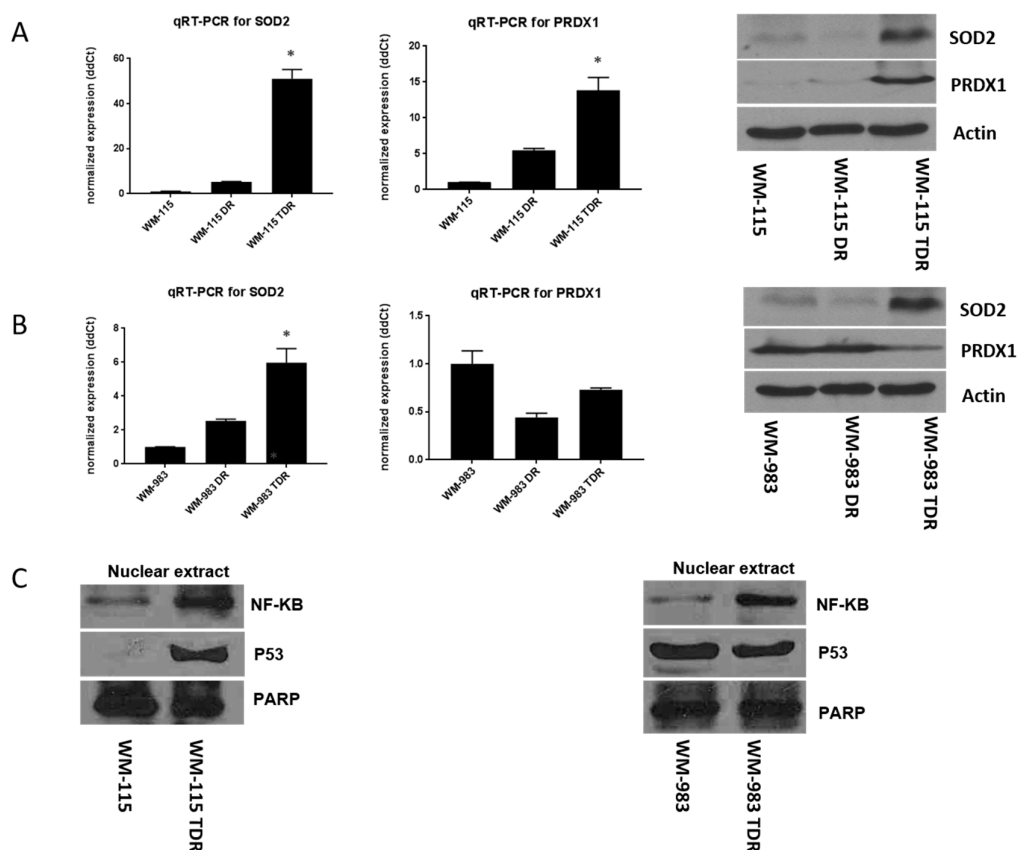 A
qRT-PCR for SOD2
normalized expression (ddCt)
60
40
20
0
*
WM-115
WM-115 DR
WM-115 TDR
qRT-PCR for PRDX1
normalized expression (ddCt)
20
15
10
5
0
*
WM-115
WM-115 DR
WM-115 TDR
SOD2
PRDX1
Actin
WM-115
WM-115 DR
WM-115 TDR
B
qRT-PCR for SOD2
normalized expression (ddCt)
8
6
4
2
0
*
*
WM-983
WM-983 DR
WM-983 TDR
qRT-PCR for PRDX1
normalized expression (ddCt)
1.5
1.0
0.5
0.0
WM-983
WM-983 DR
WM-983 TDR
SOD2
PRDX1
Actin
WM-983
WM-983 DR
WM-983 TDR
C
Nuclear extract
NF-KB
P53
PARP
WM-115
WM-115
TDR
Nuclear extract
NF-KB
P53
PARP
WM-983
WM-983 TDR